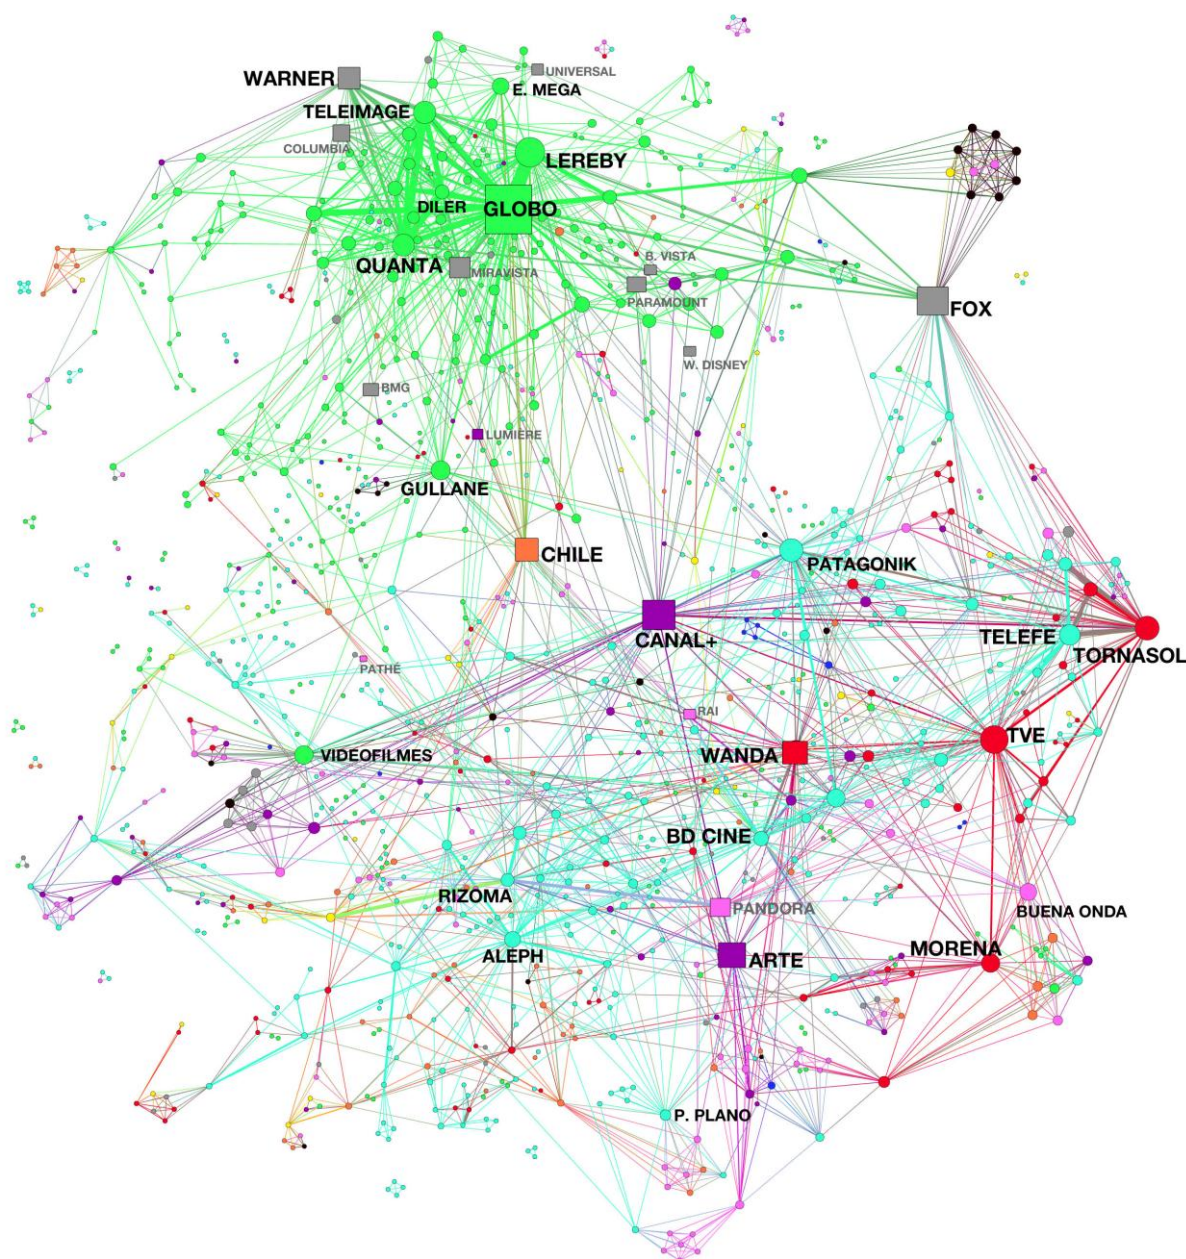 UNIVERSAL
WARNER
E. MEGA
TELEIMAGE
COLUMBIA
LEREBY
DILER
GLOBO
B. VISTA
QUANTA
MIRAVISTA
PARAMOUNT
FOX
W. DISNEY
BMG
LUMIERE
GULLANE
CHILE
PATAGONIK
CANAL+
TELEFE
TORNASOL
PATHÉ
RAI
TVE
VIDEOFILMES
WANDA
BD CINE
RIZOMA
PANDORA
BUENA ONDA
ALEPH
ARTE
MORENA
P. PLANO